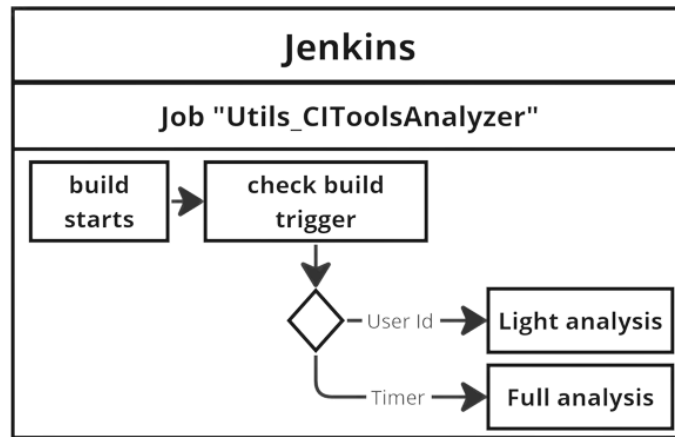 Jenkins
Job "Utils_CIToolsAnalyzer"
build
starts
check build
trigger
User Id
Light analysis
Timer
Full analysis